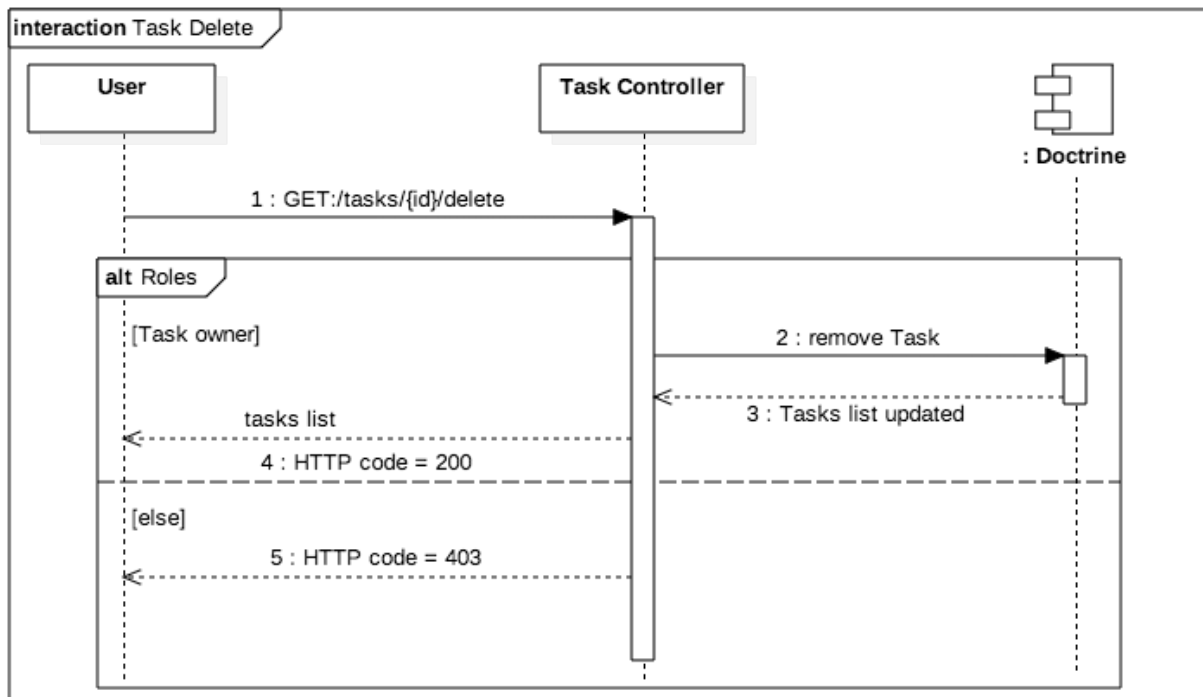 interaction Task Delete
User
Task Controller
: Doctrine
1 : GET:/tasks/{id}/delete
alt Roles
[Task owner]
2 : remove Task
3 : Tasks list updated
tasks list
4 : HTTP code = 200
[else]
5 : HTTP code = 403